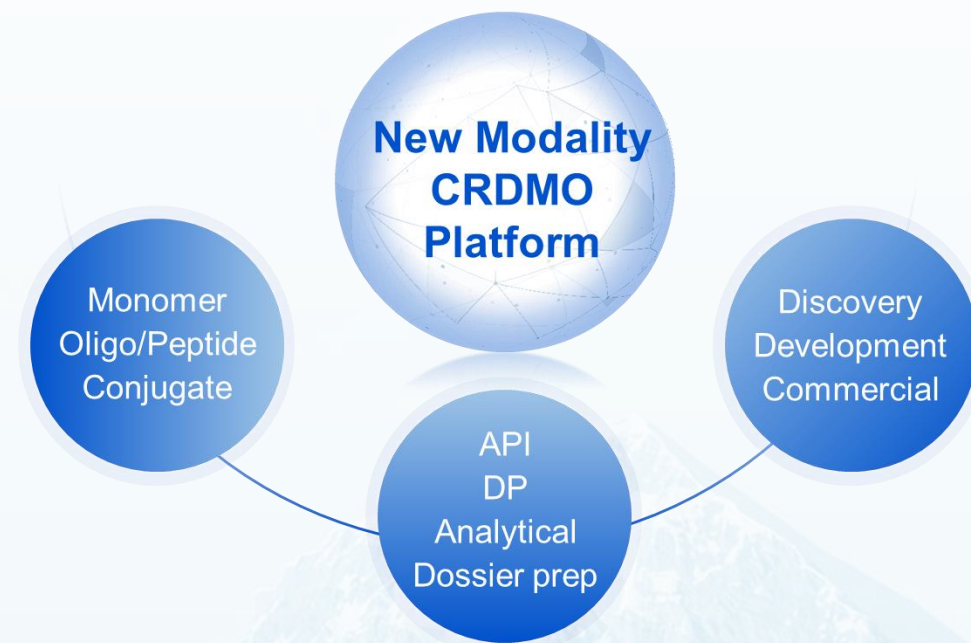 New Modality
CRDMO
Platform
Monomer
Oligo/Peptide
Conjugate
API
DP
Analytical
Dossier prep
Discovery
Development
Commercial